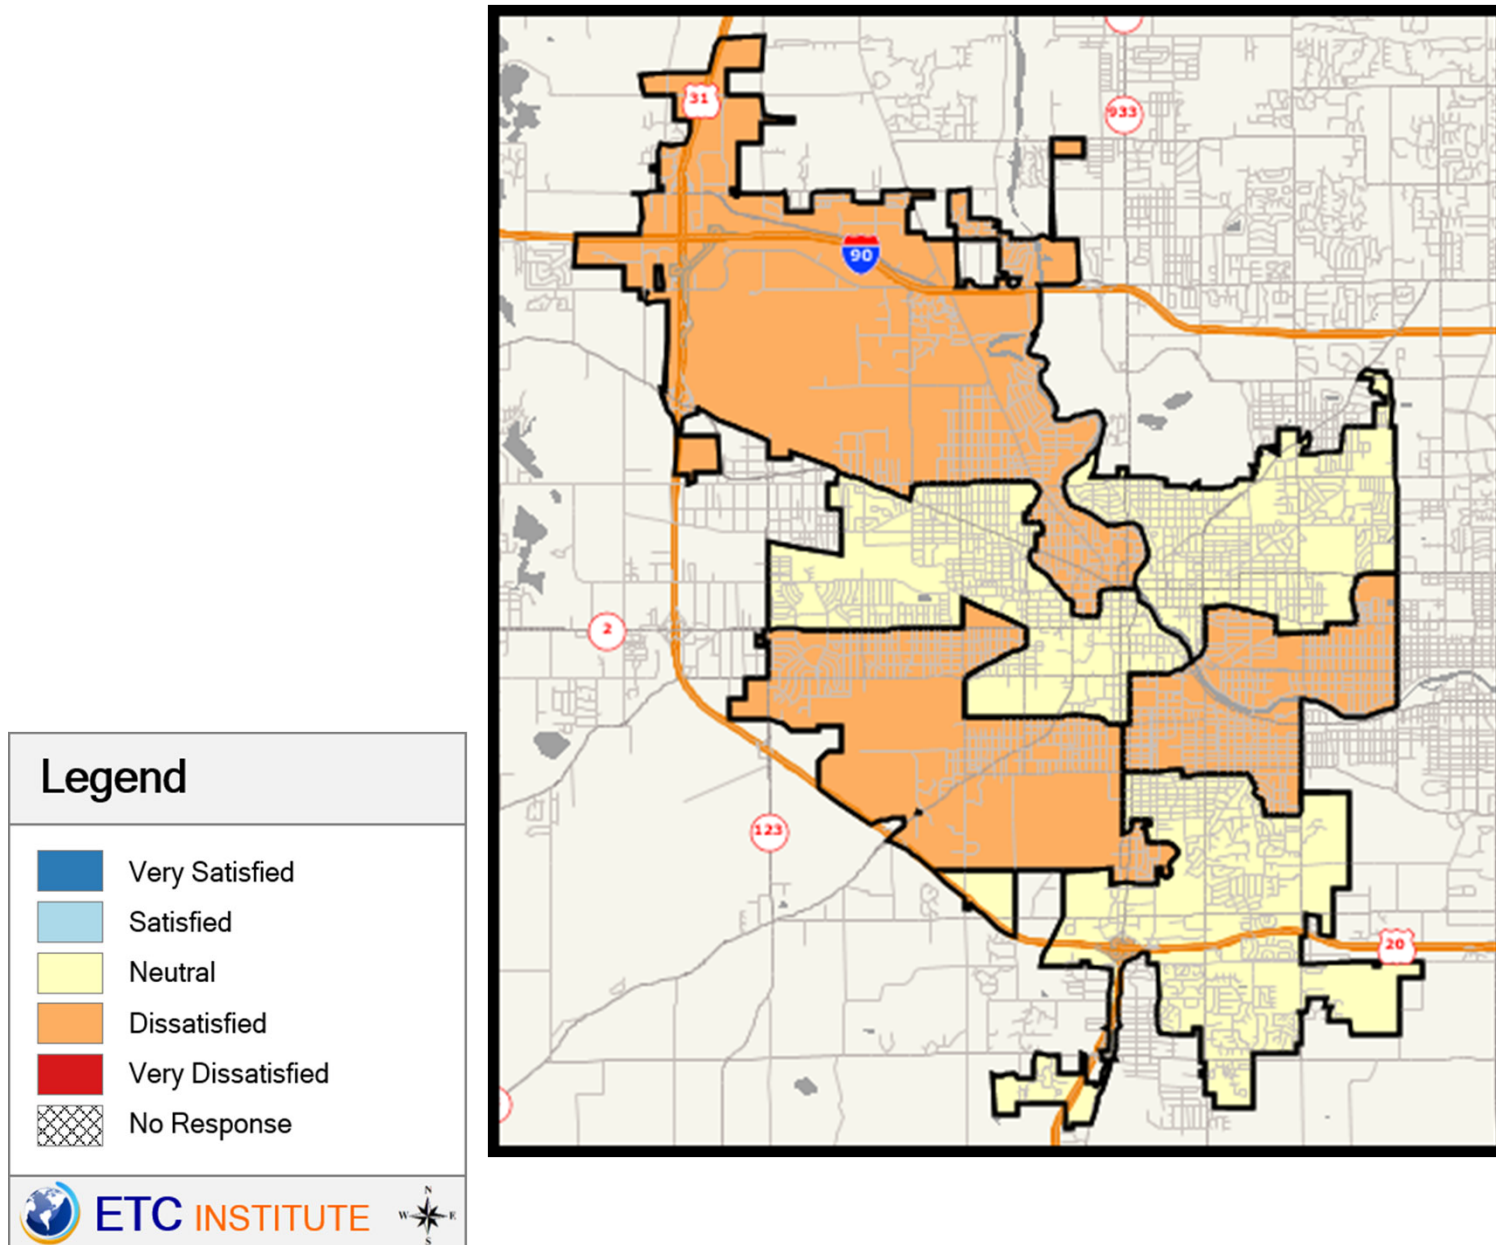 31
933
90
2
123
20
Legend
Very Satisfied
Satisfied
Neutral
Dissatisfied
Very Dissatisfied
No Response
ETC INSTITUTE
N
W E
S